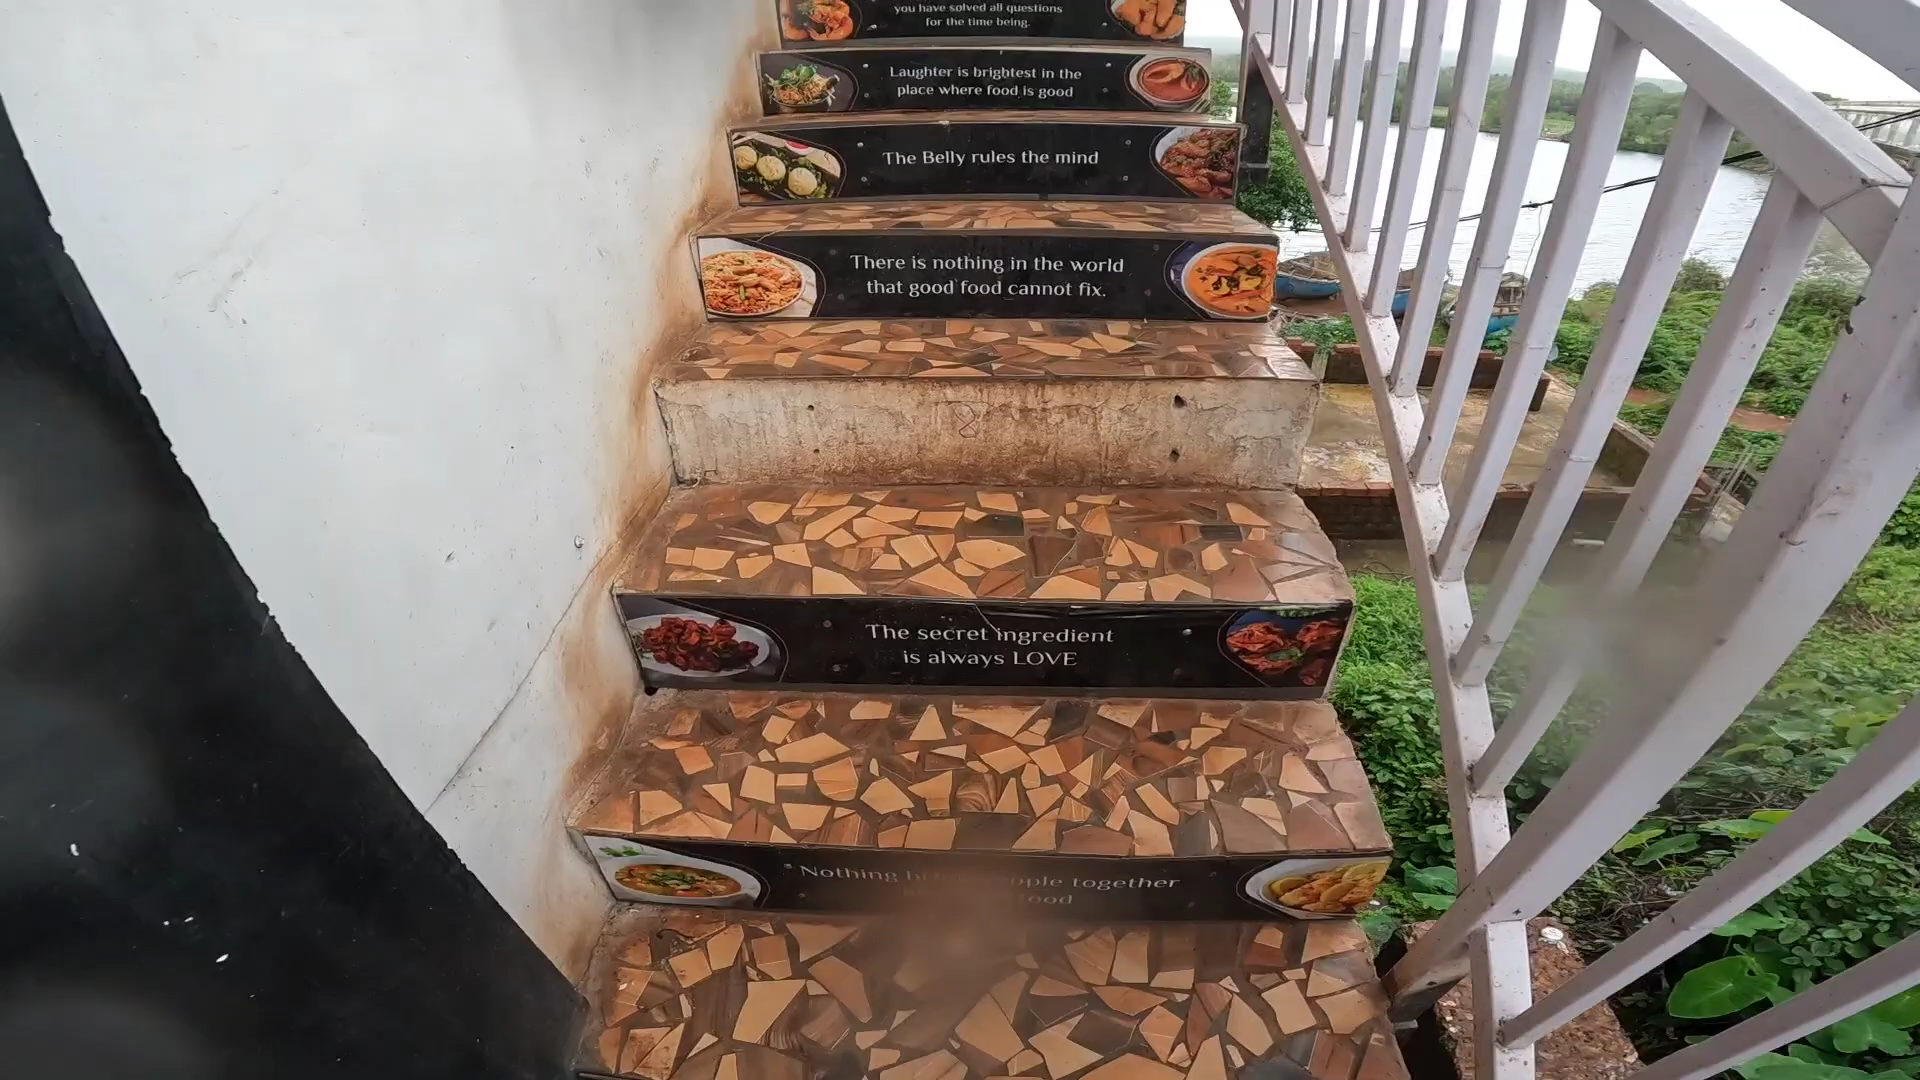 you have solved all questions
for the time being.
Laughter is brightest in the
place where food is good
The Belly rules the mind
There is nothing in the world
that good food cannot fix.
The secret ingredient
is always LOVE
Nothing together
food